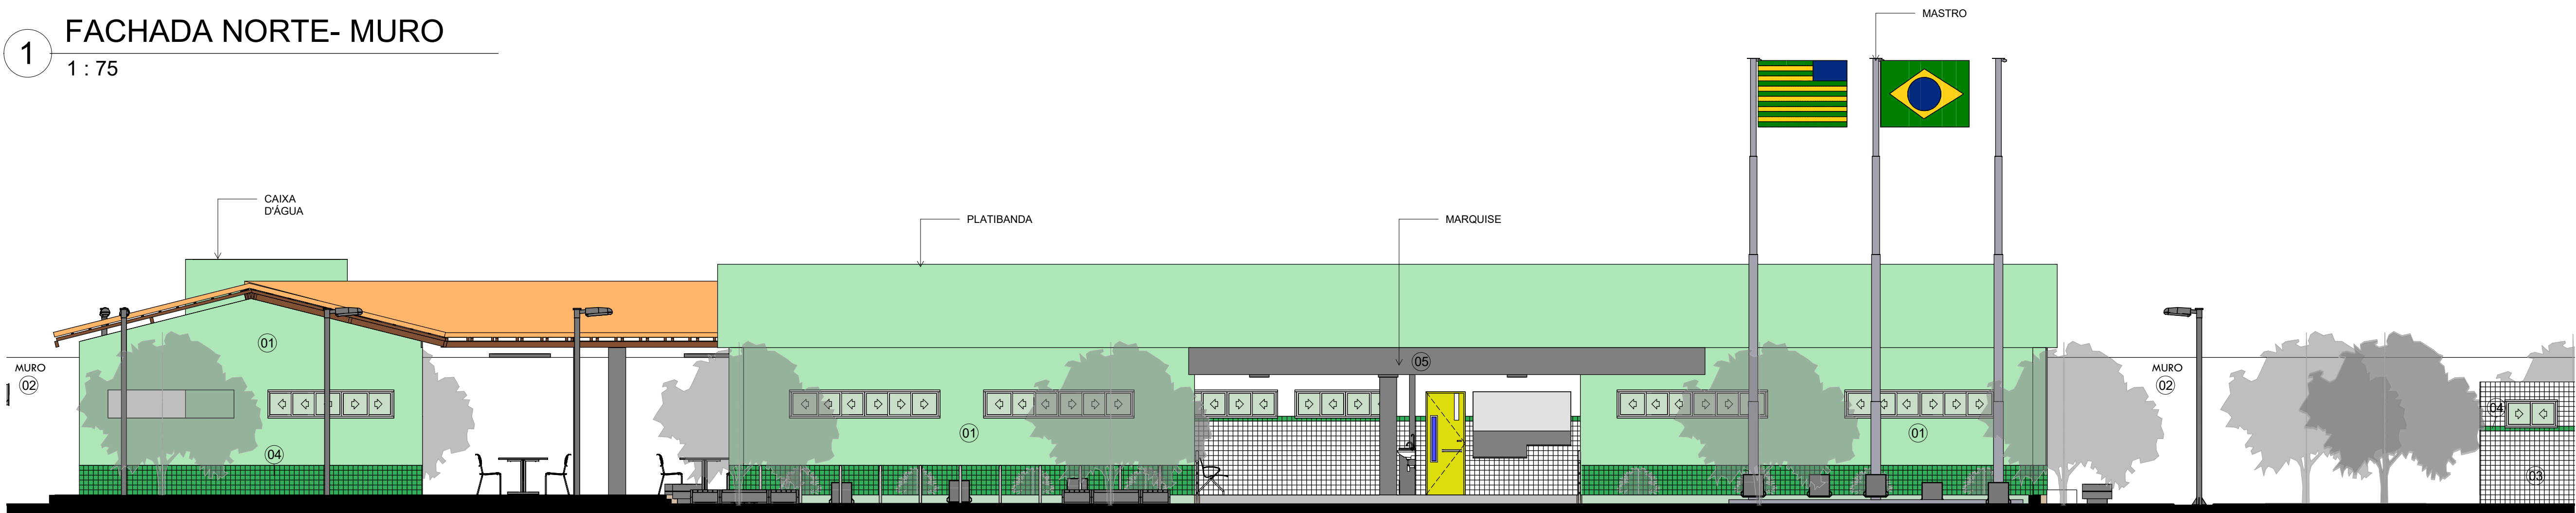 1
FACHADA NORTE- MURO
1 : 75
MASTRO
CAIXA
D'ÁGUA
PLATIBANDA
MARQUISE
01
05
MURO
02
MURO
02
04
01
01
04
03